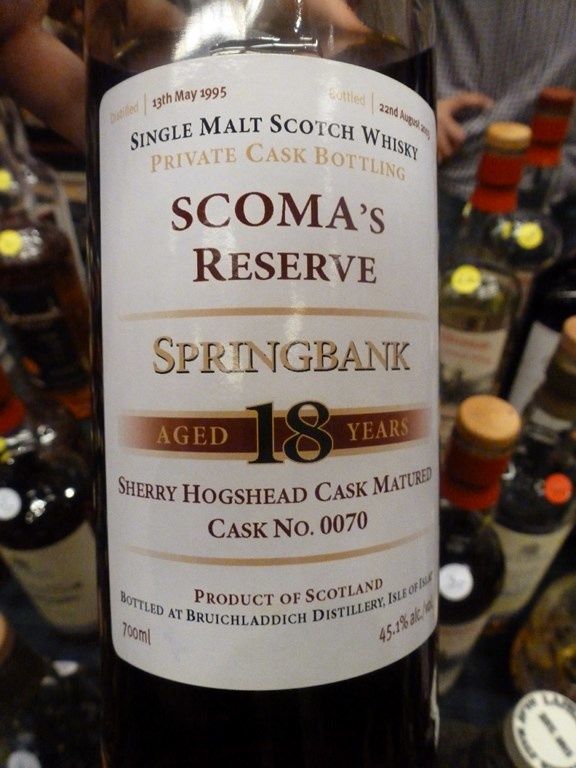 Distilled | 13th May 1995
Bottled | 22nd August
SINGLE MALT SCOTCH WHISKY
PRIVATE CASK BOTTLING
SCOMA'S
RESERVE
SPRINGBANK
AGED 18 YEARS
SHERRY HOGSHEAD CASK MATURED
CASK NO. 0070
PRODUCT OF SCOTLAND
BOTTLED AT BRUICHLADDICH DISTILLERY, ISLE OF ISLAY
700ml
45.1% alc./vol.